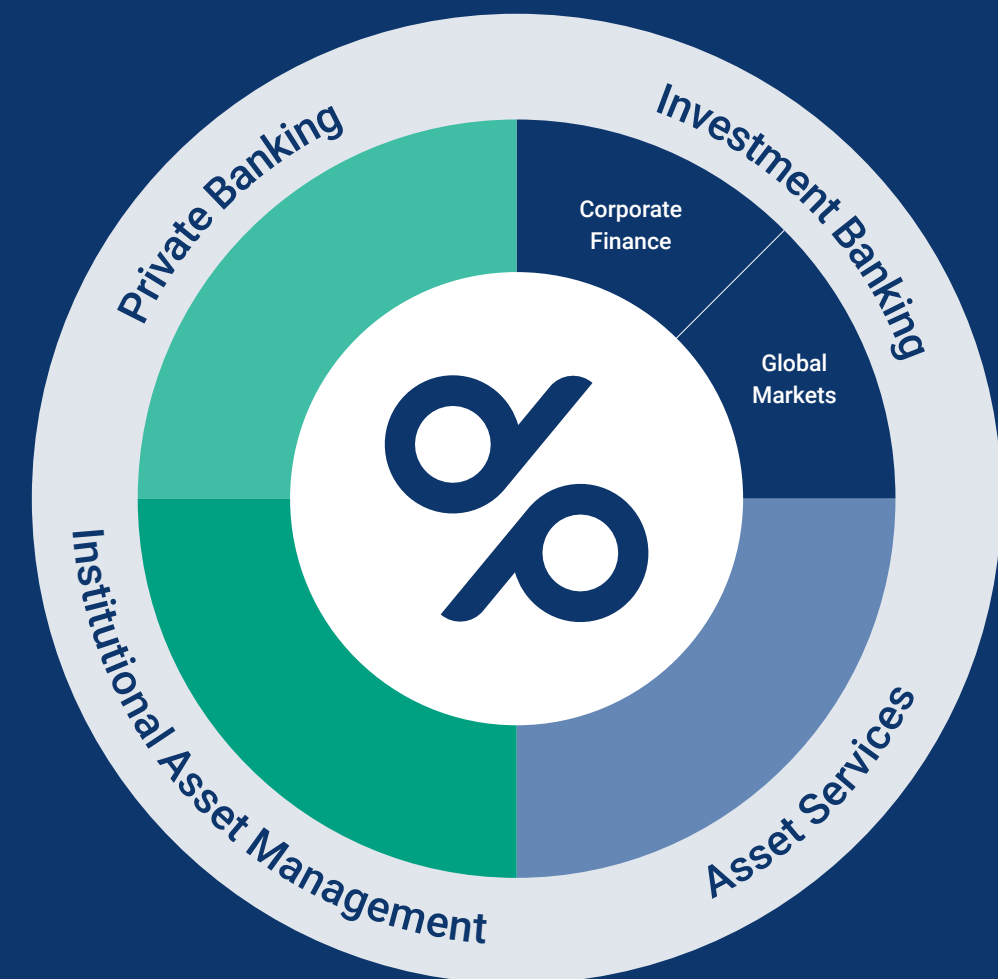 Private Banking
Investment Banking
Corporate
Finance
Global
Markets
Institutional Asset Management
Asset Services